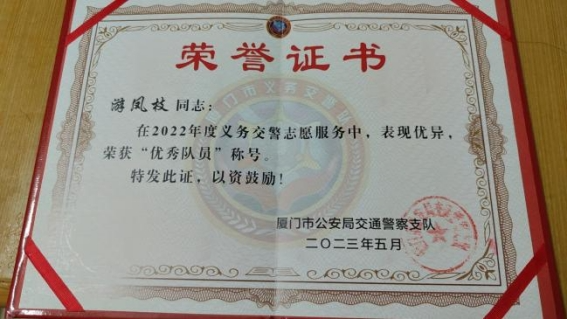 荣誉证书
游凤枝同志：
在2022年度义务交警志愿服务中，表现优异，
荣获“优秀队员”称号。
特发此证，以资鼓励！
厦门市公安局交通警察支队
二〇二三年五月